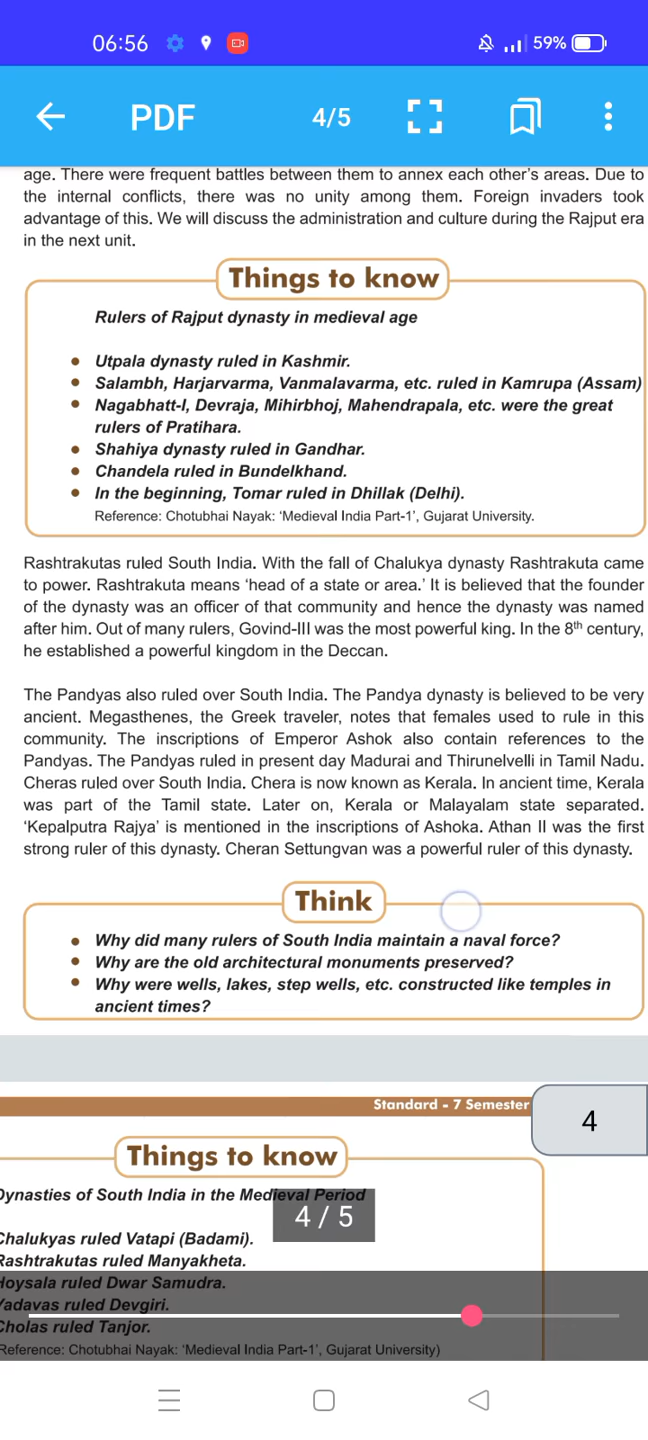 06:56
59%
PDF
4/5
age. There were frequent battles between them to annex each other's areas. Due to
the internal conflicts, there was no unity among them. Foreign invaders took
advantage of this. We will discuss the administration and culture during the Rajput era
in the next unit.
Things to know
Rulers of Rajput dynasty in medieval age
• Utpala dynasty ruled in Kashmir.
• Salambh, Harjarvarma, Vanmalavarma, etc. ruled in Kamrupa (Assam)
• Nagabhatt-I, Devraja, Mihirbhoj, Mahendrapala, etc. were the great
rulers of Pratihara.
• Shahiya dynasty ruled in Gandhar.
• Chandela ruled in Bundelkhand.
• In the beginning, Tomar ruled in Dhillak (Delhi).
Reference: Chotubhai Nayak: 'Medieval India Part-1', Gujarat University.
Rashtrakutas ruled South India. With the fall of Chalukya dynasty Rashtrakuta came
to power. Rashtrakuta means 'head of a state or area.' It is believed that the founder
of the dynasty was an officer of that community and hence the dynasty was named
after him. Out of many rulers, Govind-III was the most powerful king. In the 8th century,
he established a powerful kingdom in the Deccan.
The Pandyas also ruled over South India. The Pandya dynasty is believed to be very
ancient. Megasthenes, the Greek traveler, notes that females used to rule in this
community. The inscriptions of Emperor Ashok also contain references to the
Pandyas. The Pandyas ruled in present day Madurai and Thirunelvelli in Tamil Nadu.
Cheras ruled over South India. Chera is now known as Kerala. In ancient time, Kerala
was part of the Tamil state. Later on, Kerala or Malayalam state separated.
'Kepalputra Rajya' is mentioned in the inscriptions of Ashoka. Athan II was the first
strong ruler of this dynasty. Cheran Settungvan was a powerful ruler of this dynasty.
Think
• Why did many rulers of South India maintain a naval force?
• Why are the old architectural monuments preserved?
• Why were wells, lakes, step wells, etc. constructed like temples in
ancient times?
Standard - 7 Semester
4
Things to know
Dynasties of South India in the Medieval Period
4 / 5
Chalukyas ruled Vatapi (Badami).
Rashtrakutas ruled Manyakheta.
Hoysala ruled Dwar Samudra.
Yadavas ruled Devgiri.
Cholas ruled Tanjor.
Reference: Chotubhai Nayak: 'Medieval India Part-1', Gujarat University)